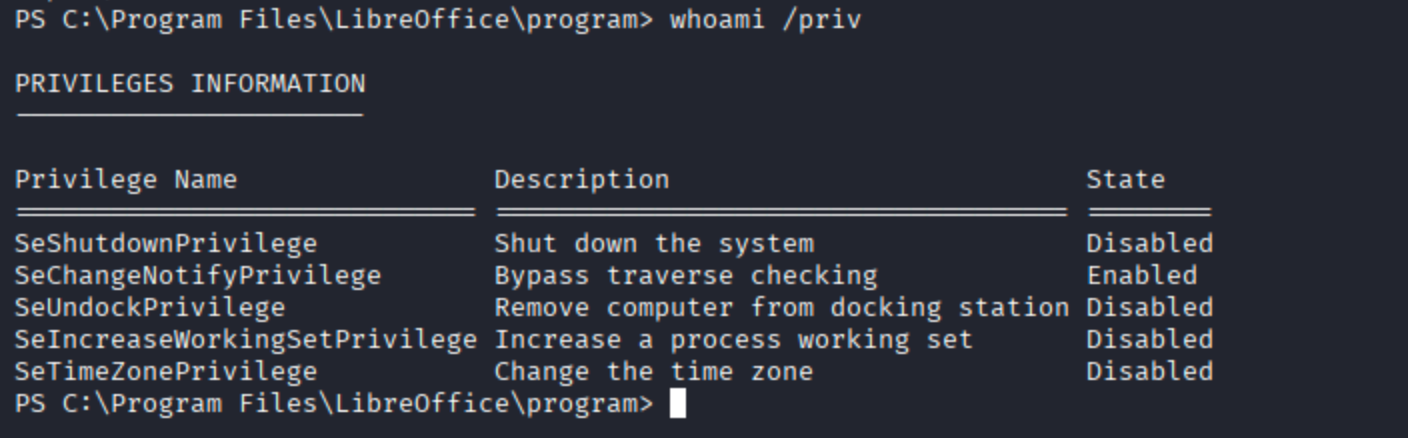 PS C:\Program Files\LibreOffice\program> whoami /priv
PRIVILEGES INFORMATION
Privilege Name Description State
SeShutdownPrivilege Shut down the system Disabled
SeChangeNotifyPrivilege Bypass traverse checking Enabled
SeUndockPrivilege Remove computer from docking station Disabled
SeIncreaseWorkingSetPrivilege Increase a process working set Disabled
SeTimeZonePrivilege Change the time zone Disabled
PS C:\Program Files\LibreOffice\program>